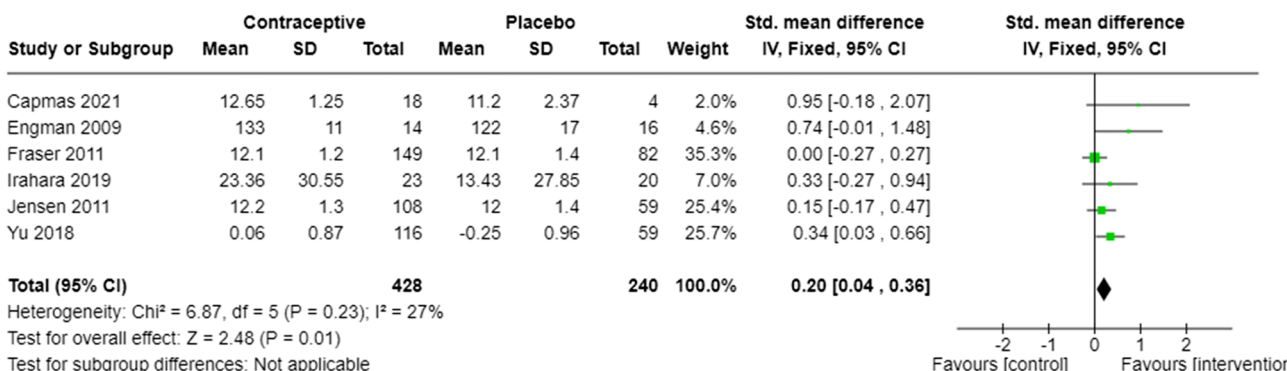 Contraceptive Placebo Std. mean difference Std. mean difference
Study or Subgroup Mean SD Total Mean SD Total Weight IV, Fixed, 95% CI IV, Fixed, 95% CI
Capmas 2021 12.65 1.25 18 11.2 2.37 4 2.0% 0.95 [-0.18 , 2.07]
Engman 2009 133 11 14 122 17 16 4.6% 0.74 [-0.01 , 1.48]
Fraser 2011 12.1 1.2 149 12.1 1.4 82 35.3% 0.00 [-0.27 , 0.27]
Irahara 2019 23.36 30.55 23 13.43 27.85 20 7.0% 0.33 [-0.27 , 0.94]
Jensen 2011 12.2 1.3 108 12 1.4 59 25.4% 0.15 [-0.17 , 0.47]
Yu 2018 0.06 0.87 116 -0.25 0.96 59 25.7% 0.34 [0.03 , 0.66]
Total (95% CI) 428 240 100.0% 0.20 [0.04 , 0.36]
Heterogeneity: Chi² = 6.87, df = 5 (P = 0.23); I² = 27%
Test for overall effect: Z = 2.48 (P = 0.01)
-2 -1 0 1 2
Test for subgroup differences: Not applicable
Favours [control] Favours [intervention